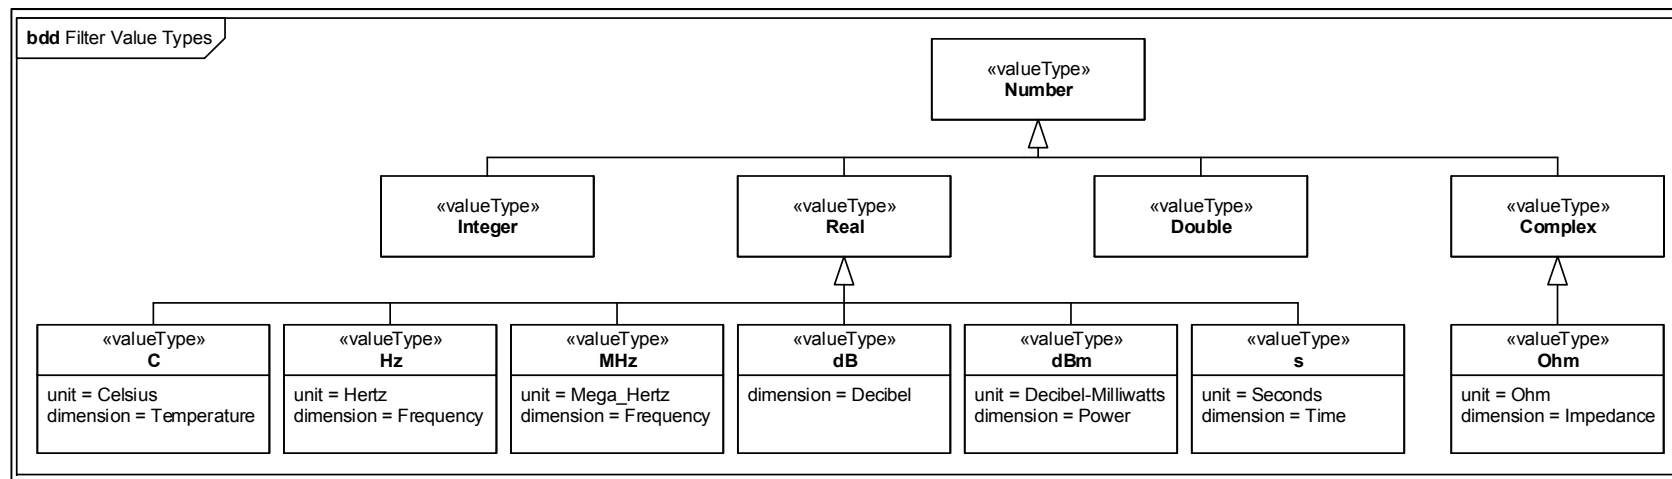 bdd Filter Value Types
«valueType»
Number
«valueType»
Integer
«valueType»
Real
«valueType»
Double
«valueType»
Complex
«valueType»
C
unit = Celsius
dimension = Temperature
«valueType»
Hz
unit = Hertz
dimension = Frequency
«valueType»
MHz
unit = Mega_Hertz
dimension = Frequency
«valueType»
dB
dimension = Decibel
«valueType»
dBm
unit = Decibel-Milliwatts
dimension = Power
«valueType»
s
unit = Seconds
dimension = Time
«valueType»
Ohm
unit = Ohm
dimension = Impedance